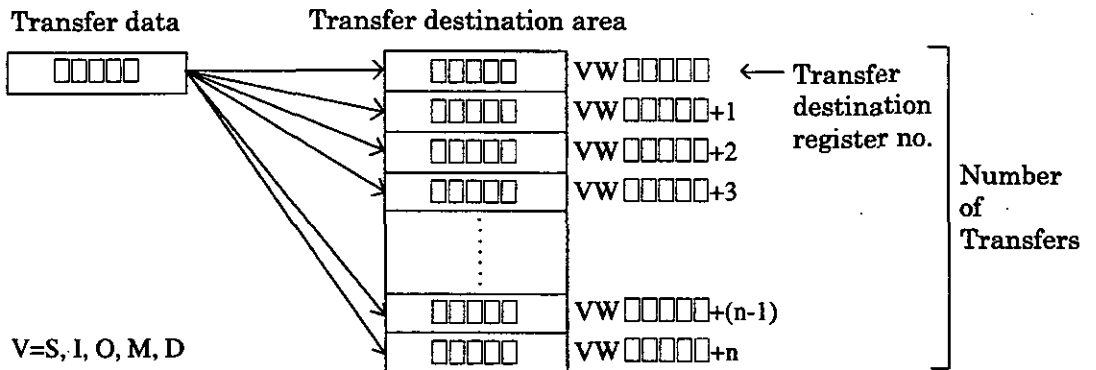 Transfer data
Transfer destination area
□□□□□
□□□□□ VW □□□□□ ← Transfer
destination
register no.
□□□□□ VW □□□□□+1
□□□□□ VW □□□□□+2
□□□□□ VW □□□□□+3
□□□□□ VW □□□□□+(n-1)
□□□□□ VW □□□□□+n
Number
of
Transfers
V=S, I, O, M, D